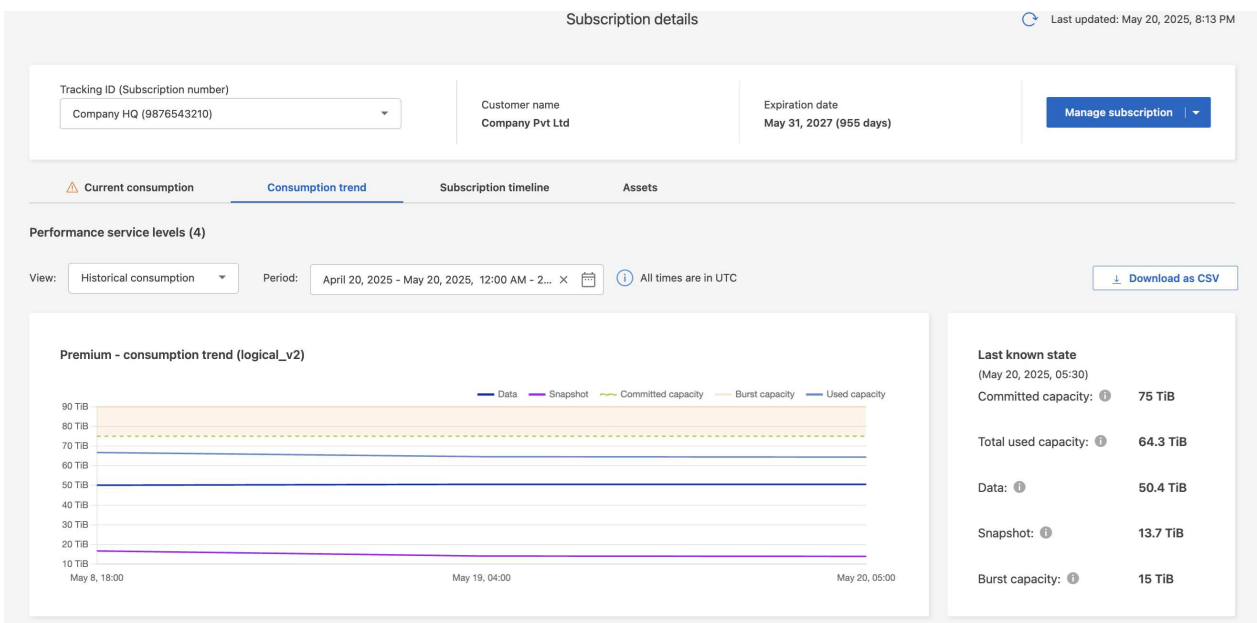 Subscription details
Last updated: May 20, 2025, 8:13 PM
Tracking ID (Subscription number)
Company HQ (9876543210)
Customer name
Company Pvt Ltd
Expiration date
May 31, 2027 (955 days)
Manage subscription
Current consumption
Consumption trend
Subscription timeline
Assets
Performance service levels (4)
View:
Historical consumption
Period:
April 20, 2025 - May 20, 2025, 12:00 AM - 2...
All times are in UTC
Download as CSV
Premium - consumption trend (logical_v2)
Data
Snapshot
Committed capacity
Burst capacity
Used capacity
90 TiB
80 TiB
70 TiB
60 TiB
50 TiB
40 TiB
30 TiB
20 TiB
10 TiB
May 8, 18:00
May 19, 04:00
May 20, 05:00
Last known state
(May 20, 2025, 05:30)
Committed capacity: 75 TiB
Total used capacity: 64.3 TiB
Data: 50.4 TiB
Snapshot: 13.7 TiB
Burst capacity: 15 TiB